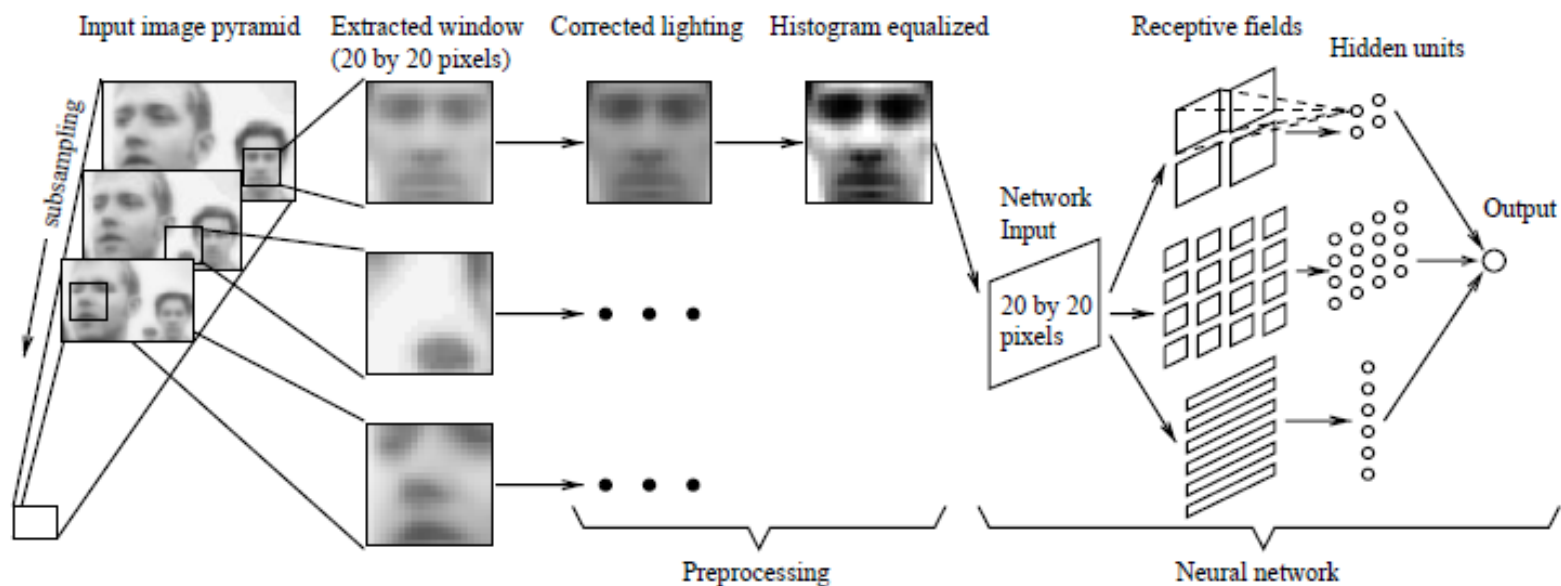 Input image pyramid
Extracted window
(20 by 20 pixels)
Corrected lighting
Histogram equalized
Receptive fields
Hidden units
subsampling
Network
Input
20 by 20
pixels
Output
Preprocessing
Neural network